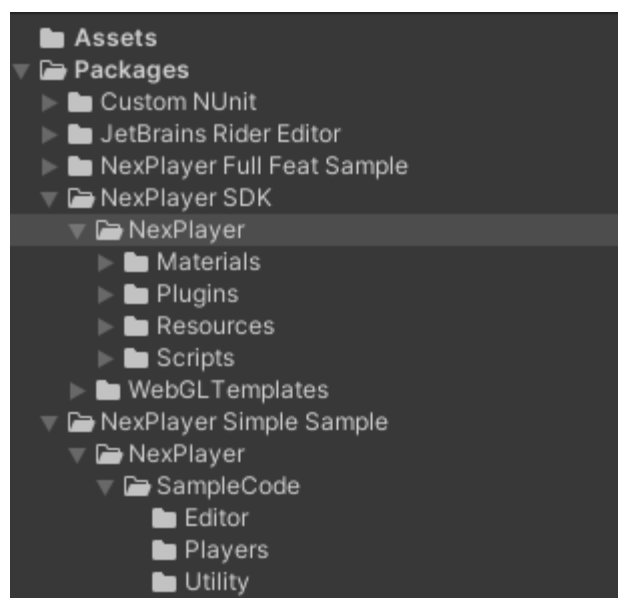 Assets
Packages
Custom NUnit
JetBrains Rider Editor
NexPlayer Full Feat Sample
NexPlayer SDK
NexPlayer
Materials
Plugins
Resources
Scripts
WebGLTemplates
NexPlayer Simple Sample
NexPlayer
SampleCode
Editor
Players
Utility